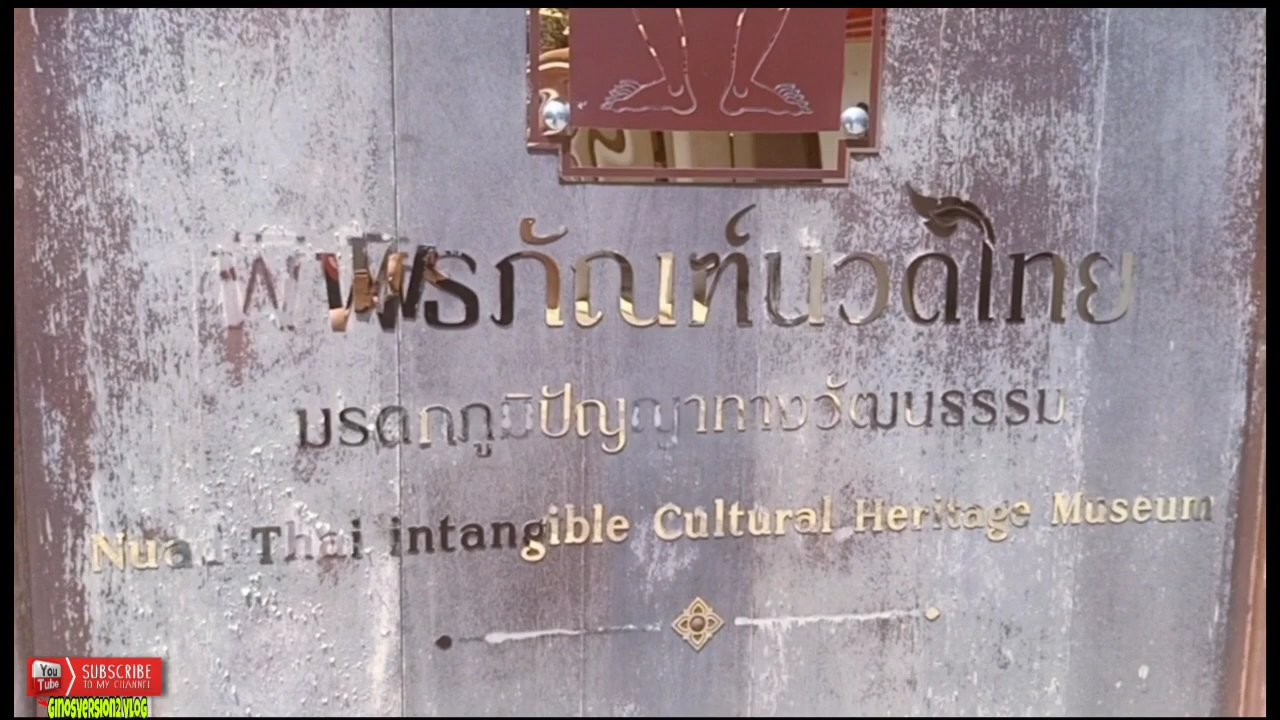 พิพิธภัณฑ์นวดไทย
มรดกภูมิปัญญาทางวัฒนธรรม
Nuad Thai intangible Cultural Heritage Museum
You Tube
SUBSCRIBE
TO MY CHANNEL
GINOSVERSION2.VLOG